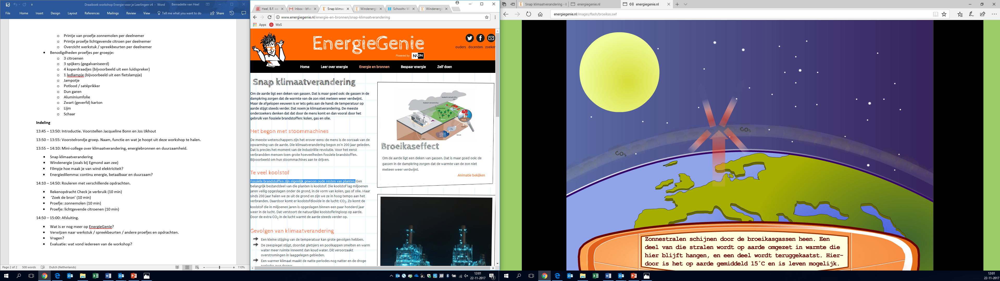 Draaiboek workshop Energie voor je Leerlingen v4 - Word
Bernadette van Heel
File Home Insert Design Layout References Mailings Review View Tell me what you want to do Share
o Printje van proefje zonnemolen per deelnemer
o Printje proefje lichtgevende citroen per deelnemer
o Overzicht werkstuk / spreekbeurten per deelnemer
• Benodigdheden proefjes per groepje:
o 3 citroenen
o 3 spijkers (gegalvaniseerd)
o 4 koperdraadjes (bijvoorbeeld uit een luidspreker)
o 1 ledlampje (bijvoorbeeld uit een fietslampje)
o Jampotje
o Potlood / satéprikker
o Dun garen
o Aluminiumfolie
o Zwart (geverfd) karton
o Lijm
o Schaar
Indeling
13:45 – 13:50: Introductie. Voorstellen Jacqueline Bonn en Jos IJkhout
13:50 – 13:55: Voorstelrondje groep. Naam, functie en wat je hoopt uit deze workshop te halen.
13:55 – 14:10: Mini-college over klimaatverandering, energiebronnen en duurzaamheid.
• Snap klimaatverandering
• Windenergie (zoals bij Egmond aan zee)
• Filmpje hoe maak je van wind elektriciteit?
• Energiedilemma: continu energie, betaalbaar en duurzaam?
14:10 – 14:50: Rouleren met verschillende opdrachten.
• Rekenopdracht Check je verbruik (10 min)
• ‘Zoek de bron’ (10 min)
• Proefje: zonnemolen (10 min)
• Proefje: lichtgevende citroenen (10 min)
14:50 – 15:00: Afsluiting.
• Wat is er nog meer op EnergieGenie?
• Verwijzen naar werkstuk / spreekbeurten / andere proefjes en opdrachten.
• Vragen?
• Evaluatie: wat vond iedereen van de workshop?
Page 2 of 2 508 words Dutch (Netherlands) 110%
Heel, B.F. va Inbox - bfva Snap klimaa Windenergi Schooltv: W Windenergi
www.energiegenie.nl/energie-en-bronnen/snap-klimaatverandering
Apps WoS
EnergieGenie
Powered by NUON
ouders docenten zoeken
Home Leer over energie Energie en bronnen Bespaar energie Zelf doen
Snap klimaatverandering
Om de aarde ligt een deken van gassen. Dat is maar goed ook: de gassen in de
dampkring zorgen dat de warmte van de zon niet meteen weer verdwijnt.
Maar de afgelopen eeuwen is er iets geks aan de hand: de temperatuur op
aarde stijgt steeds verder. Dat noem je klimaatverandering. De meeste
onderzoekers denken dat dat door de mens komt en dan vooral door het
gebruik van fossiele brandstoffen: kolen, gas en olie.
Het begon met stoommachines
De meeste wetenschappers zijn het erover eens: de mens is de oorzaak van de
opwarming van de aarde. Die klimaatverandering begon zo'n 200 jaar geleden.
Dat is precies het moment van de industriële revolutie. Voor het eerst
verbrandden mensen toen grote hoeveelheden fossiele brandstoffen.
Bijvoorbeeld om hun stoommachines aan te drijven.
Te veel koolstof
Fossiele brandstoffen zijn eigenlijk gewoon oude resten van planten. Een
belangrijk bestanddeel van die planten is koolstof. Die koolstof lag miljoenen
jaren veilig opgeslagen onder de grond, in de vorm van kolen, gas of olie. Maar
sinds 200 jaar halen we ze uit de grond en zijn we ze in hoog tempo aan het
verbranden. Daardoor komt er koolstofdioxide in de lucht: CO2. Zo komt de
koolstof die in miljoenen jaren is opgeslagen binnen een paar honderd jaar
weer in de lucht. Dat verstoort de natuurlijke koolstofkringloop op aarde.
Door de extra CO2 in de lucht warmt de aarde steeds verder op.
Gevolgen van klimaatverandering
Een kleine stijging van de temperatuur kan grote gevolgen hebben.
De zeespiegel stijgt, doordat gletsjers en poolkappen smelten en warm
water meer ruimte inneemt dan koud water. Dit veroorzaakt
overstromingen in laaggelegen gebieden.
Een warmer klimaat maakt de natte periodes nog natter en de droge
periodes nog droger.
Broeikaseffect
Om de aarde ligt een deken van gassen. Dat is maar goed ook: de
gassen in de dampkring zorgen dat de warmte van de zon niet
meteen weer verdwijnt.
Animatie bekijken
12:01
22-11-2017
Snap klimaatverandering - E energiegenie.nl energiegenie.nl
energiegenie.nl/images/flash/broeikas.swf
CO2
CO2
Zonnestralen schijnen door de broeikasgassen heen. Een
deel van die stralen wordt op aarde omgezet in warmte die
hier blijft hangen, en een deel wordt teruggekaatst. Hier-
door is het op aarde gemiddeld 15°C en is leven mogelijk.
12:01
22-11-2017